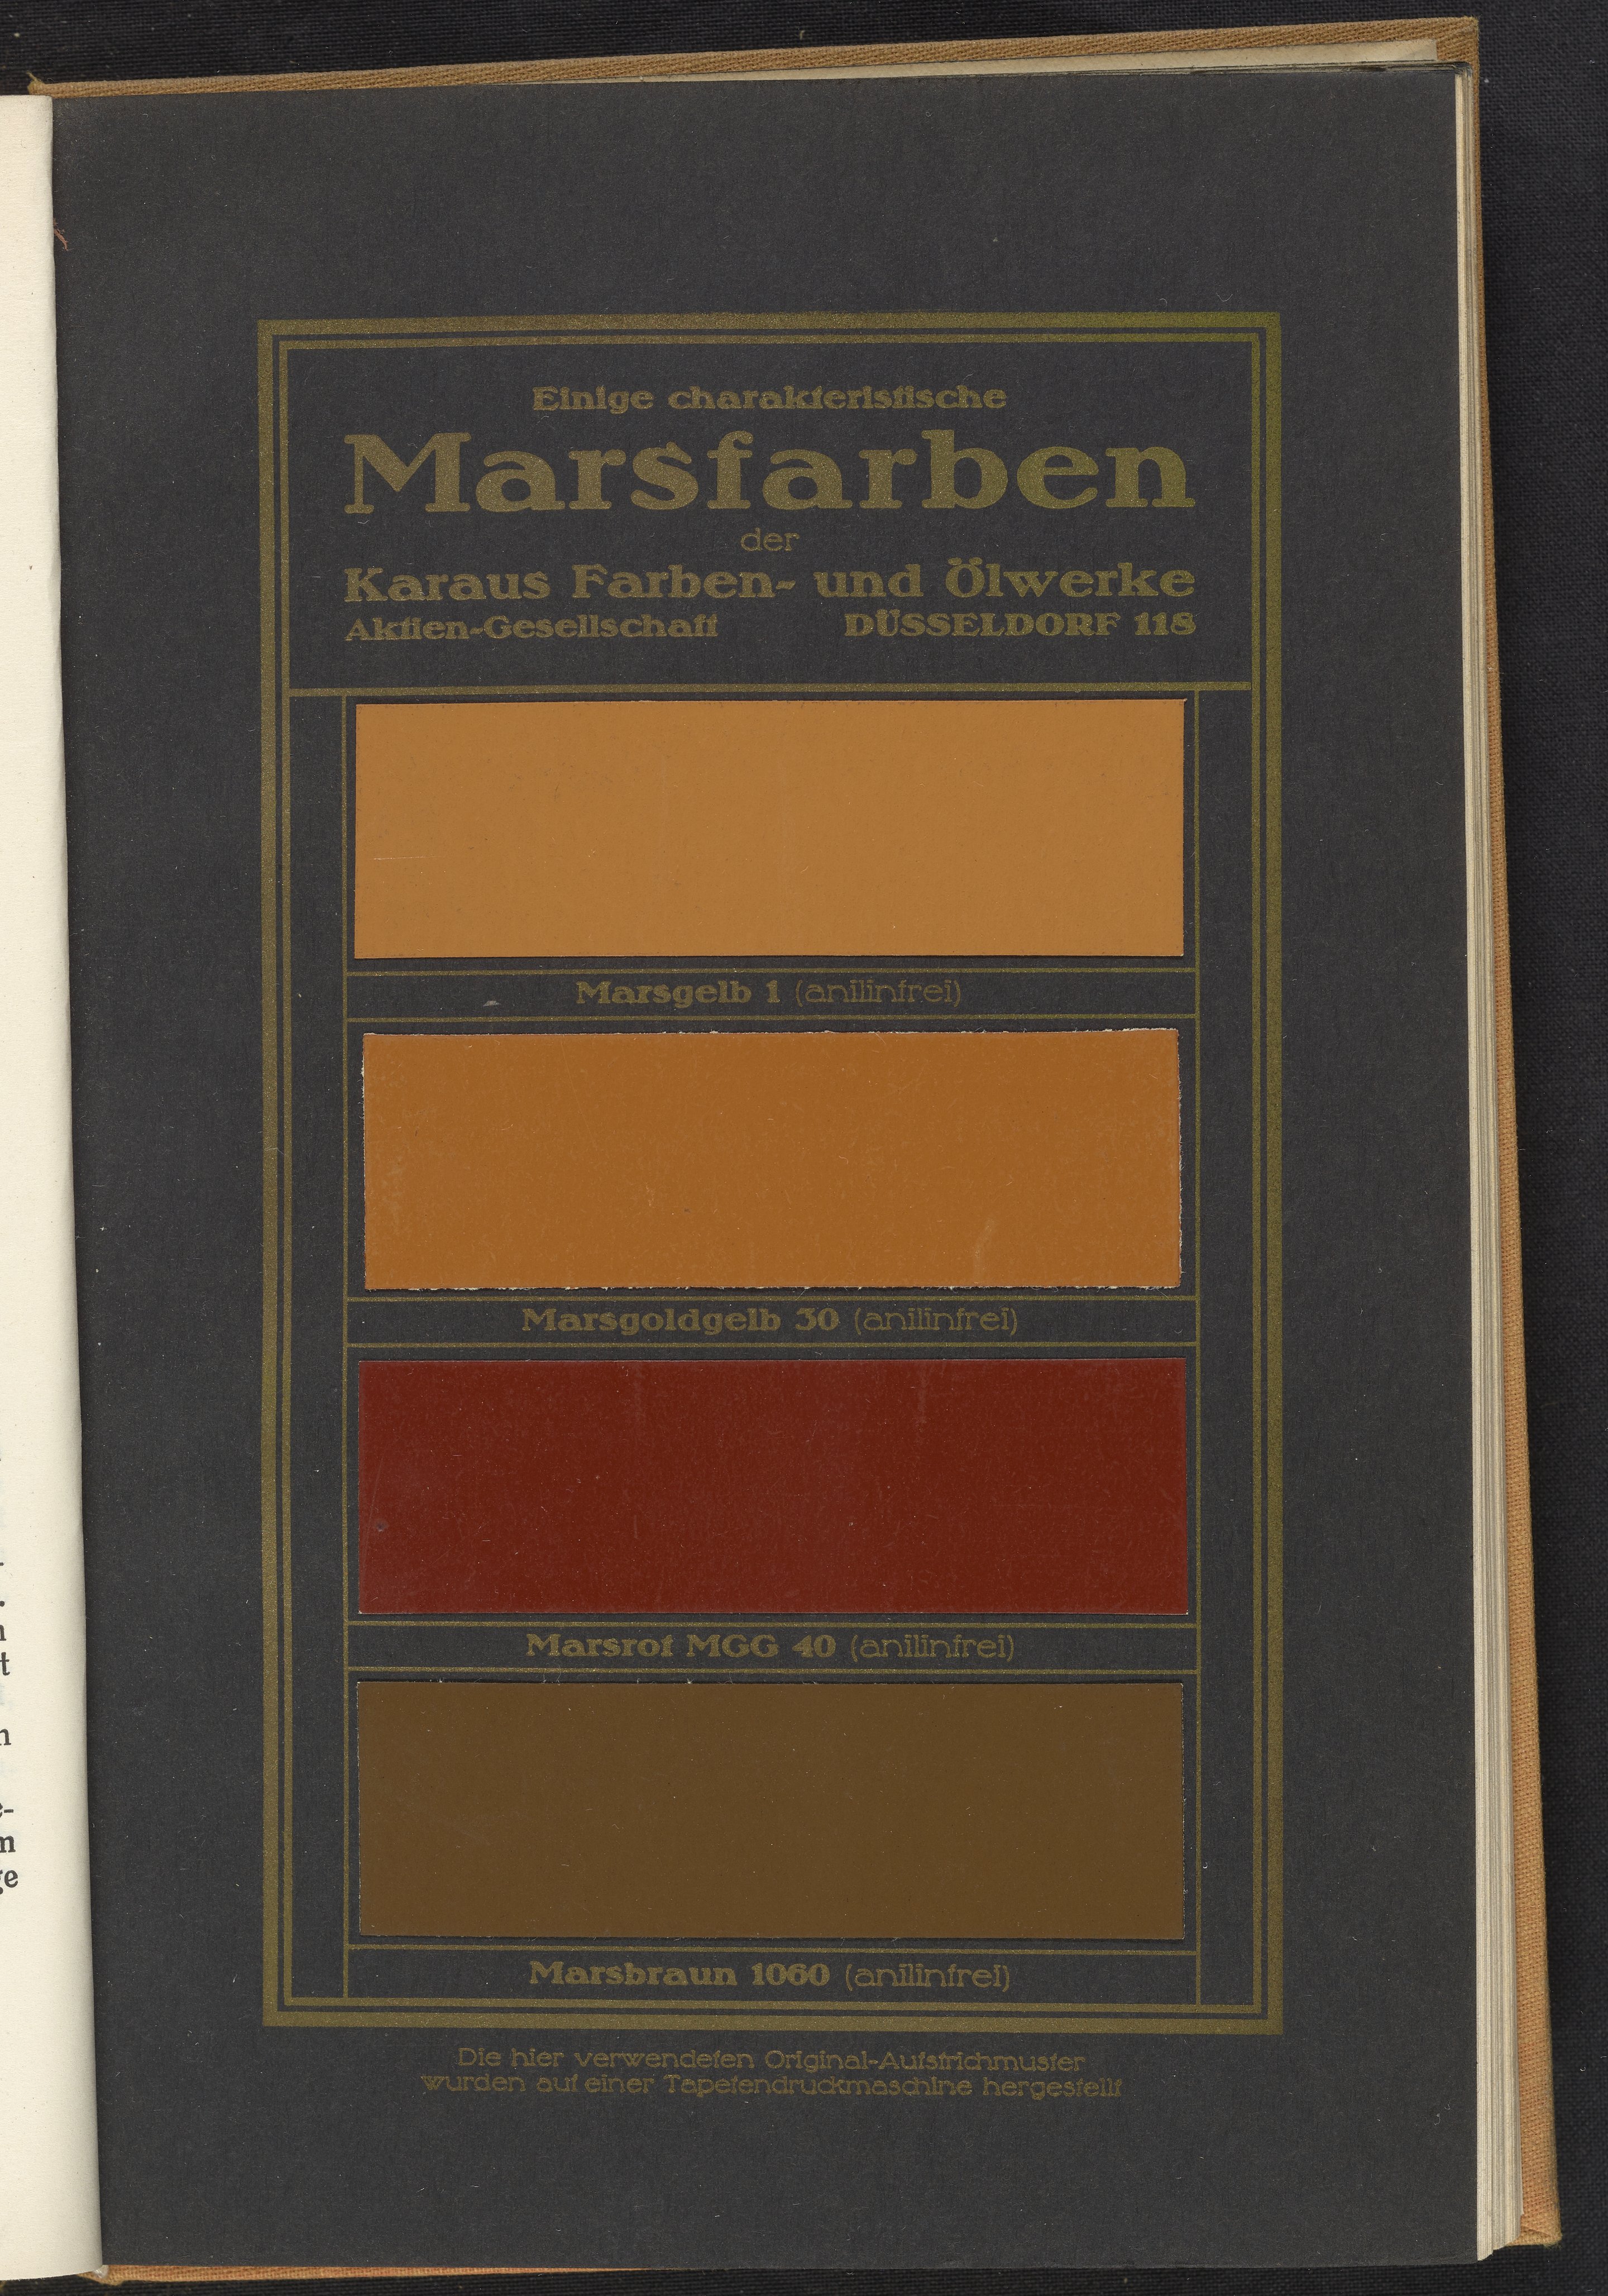 Einige charakteristische
Marsfarben
der
Karaus Farben- und Ölwerke
Aktien-Gesellschaft DÜSSELDORF 118
Marsgelb 1 (anilinfrei)
Marsgoldgelb 30 (anilinfrei)
Marsrot MGG 40 (anilinfrei)
Marsbraun 1060 (anilinfrei)
Die hier verwendeten Original-Aufstrichmuster
wurden auf einer Tapetendruckmaschine hergestellt